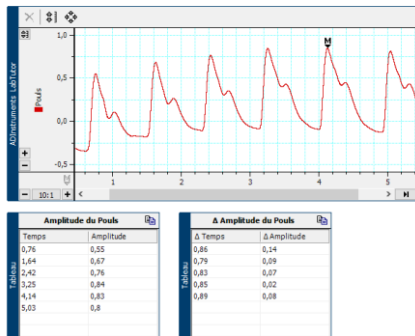 M
1,0
0,5
0,0
-0,5
Pouls
ADInstruments LabTutor
10:1
1 2 3 4 5
Amplitude du Pouls
Temps Amplitude
0,76 0,55
1,64 0,67
2,42 0,76
3,25 0,84
4,14 0,83
5,03 0,8
Tableau
Δ Amplitude du Pouls
Δ Temps Δ Amplitude
0,86 0,14
0,79 0,09
0,83 0,07
0,85 0,02
0,89 0,08
Tableau